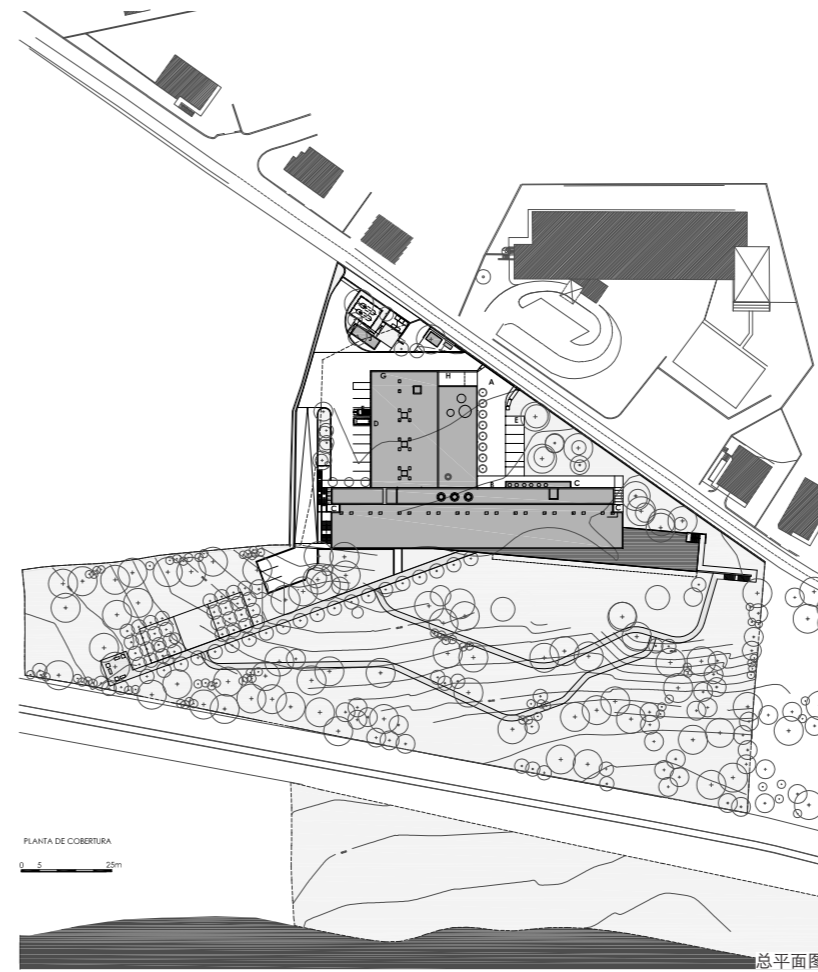 G H A
D E
B C
C C
PLANTA DE COBERTURA
0 5 25m
总平面图